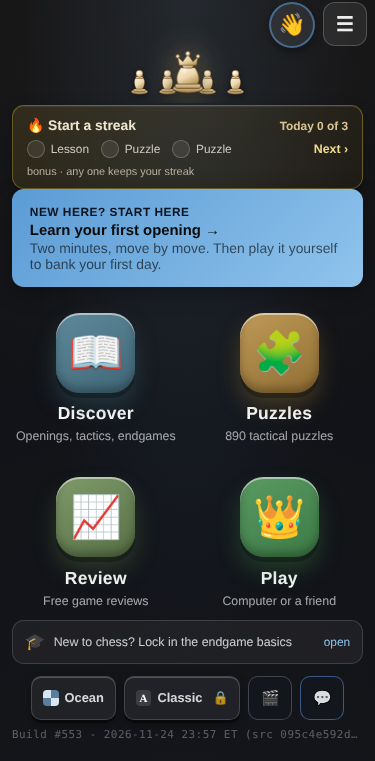 🔥 Start a streak Today 0 of 3
Lesson Puzzle Puzzle Next ›
bonus · any one keeps your streak
NEW HERE? START HERE
Learn your first opening →
Two minutes, move by move. Then play it yourself
to bank your first day.
Discover Puzzles
Openings, tactics, endgames 890 tactical puzzles
Review Play
Free game reviews Computer or a friend
New to chess? Lock in the endgame basics open
Ocean A Classic
Build #553 - 2026-11-24 23:57 ET (src 095c4e592d…